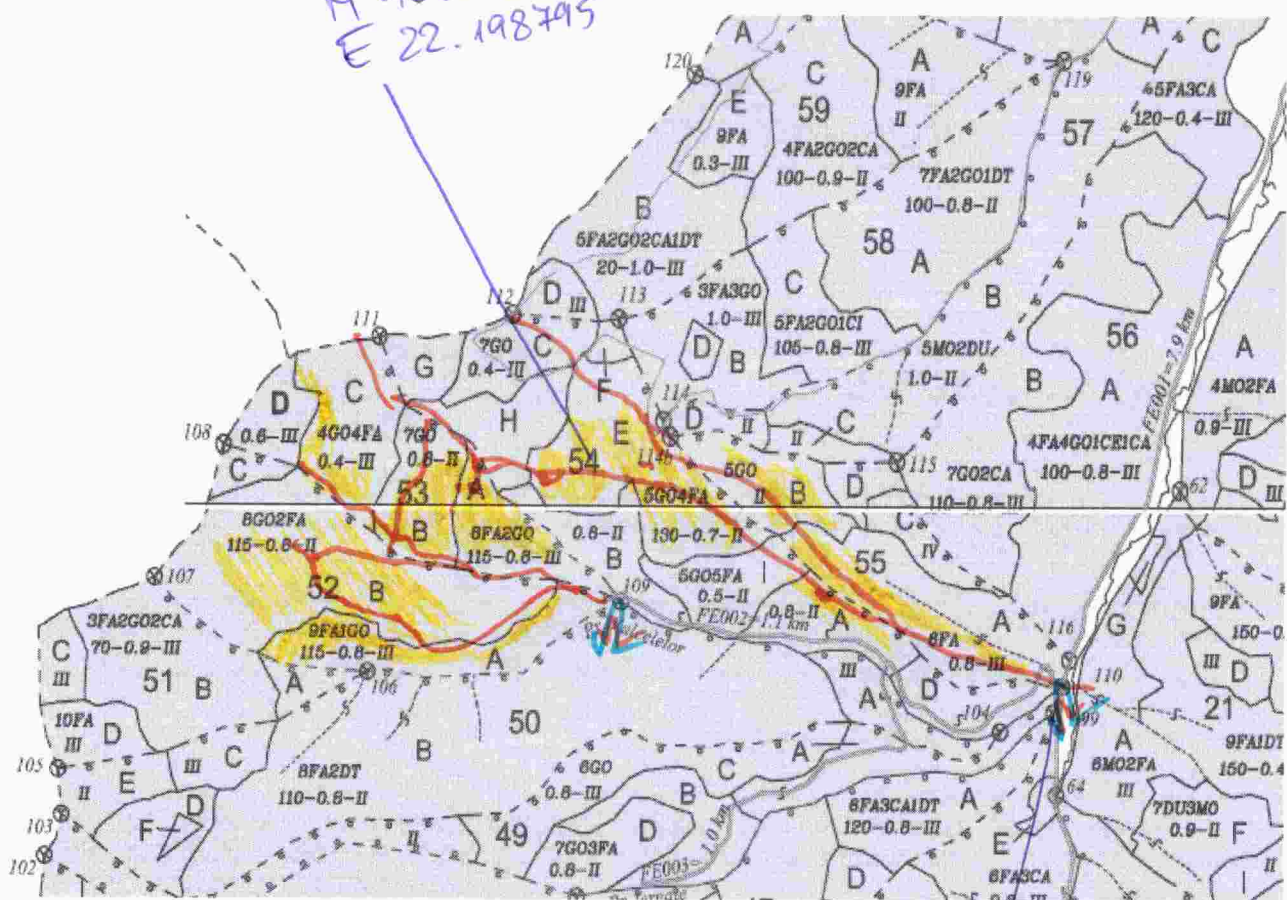 E 22.198795
A
A
C
120
C
A
119
E
59
9FA
45FA3CA
II
57
120-0.4-III
9FA
4FA2GO2CA
0.3-III
100-0.9-II
7FA2GO1DT
100-0.8-II
B
5FA2GO2CA1DT
58
A
20-1.0-III
112
D
III
113
3FA3GO
C
B
1.0-III
111
7GO
C
5FA2GO1CI
56
G
0.4-III
D
B
105-0.8-III
5MO2DU
A
F
1.0-II
B
A
FE001=7.9 km
4MO2FA
D
C
H
114
D
C
0.9-III
108
0.6-III
4GO4FA
7GO
E
II
II
4FA4GO1CE1CA
0.4-III
0.8-II
54
114b
5GO
115
7GO2CA
100-0.8-III
D
C
53
A
5GO4FA
II
B
D
110-0.8-III
62
III
8GO2FA
B
8FA2GO
0.8-II
130-0.7-II
C
115-0.8-II
115-0.8-III
B
IV
55
107
52
B
109
5GO5FA
I
0.5-II
0.8-II
9FA
3FA2GO2CA
9FA1GO
FE002=1.1 km
A
116
G
150-0
70-0.9-III
115-0.8-III
A
8FA
C
III
A
106
III
0.8-III
110
III
D
51
B
A
D
104
99
21
10FA
50
A
9FA1DT
III
D
B
6GO
A
6MO2FA
150-0.4
105
III
C
8FA2DT
0.8-III
C
III
II
E
110-0.8-II
B
6FA3CA1DT
A
64
7DU3MO
D
103
F
49
7GO3FA
D
120-0.8-III
0.9-II
F
II
0.8-II
FE003=1.0 km
E
102
D
6FA3CA
II
I